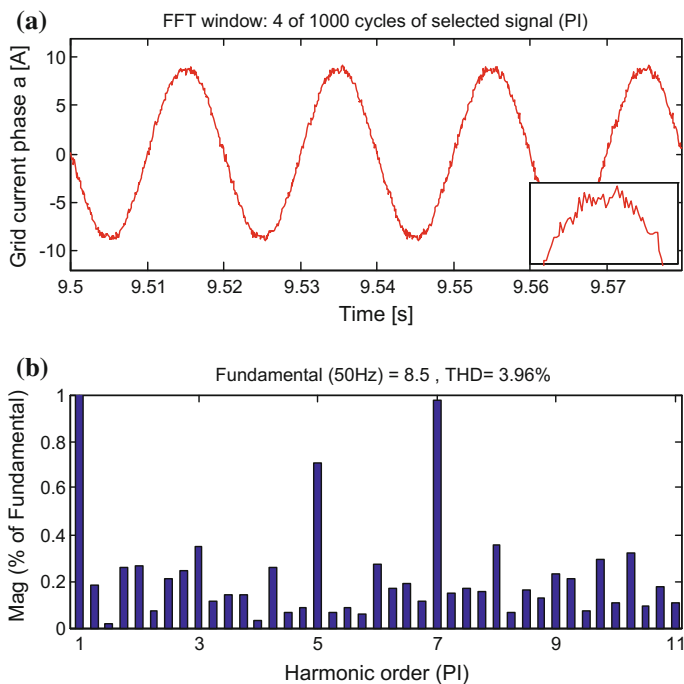 (a)
FFT window: 4 of 1000 cycles of selected signal (PI)
Grid current phase a [A]
10
5
0
-5
-10
9.5 9.51 9.52 9.53 9.54 9.55 9.56 9.57
Time [s]
(b)
Fundamental (50Hz) = 8.5 , THD= 3.96%
Mag (% of Fundamental)
1
0.8
0.6
0.4
0.2
0
1 3 5 7 9 11
Harmonic order (PI)